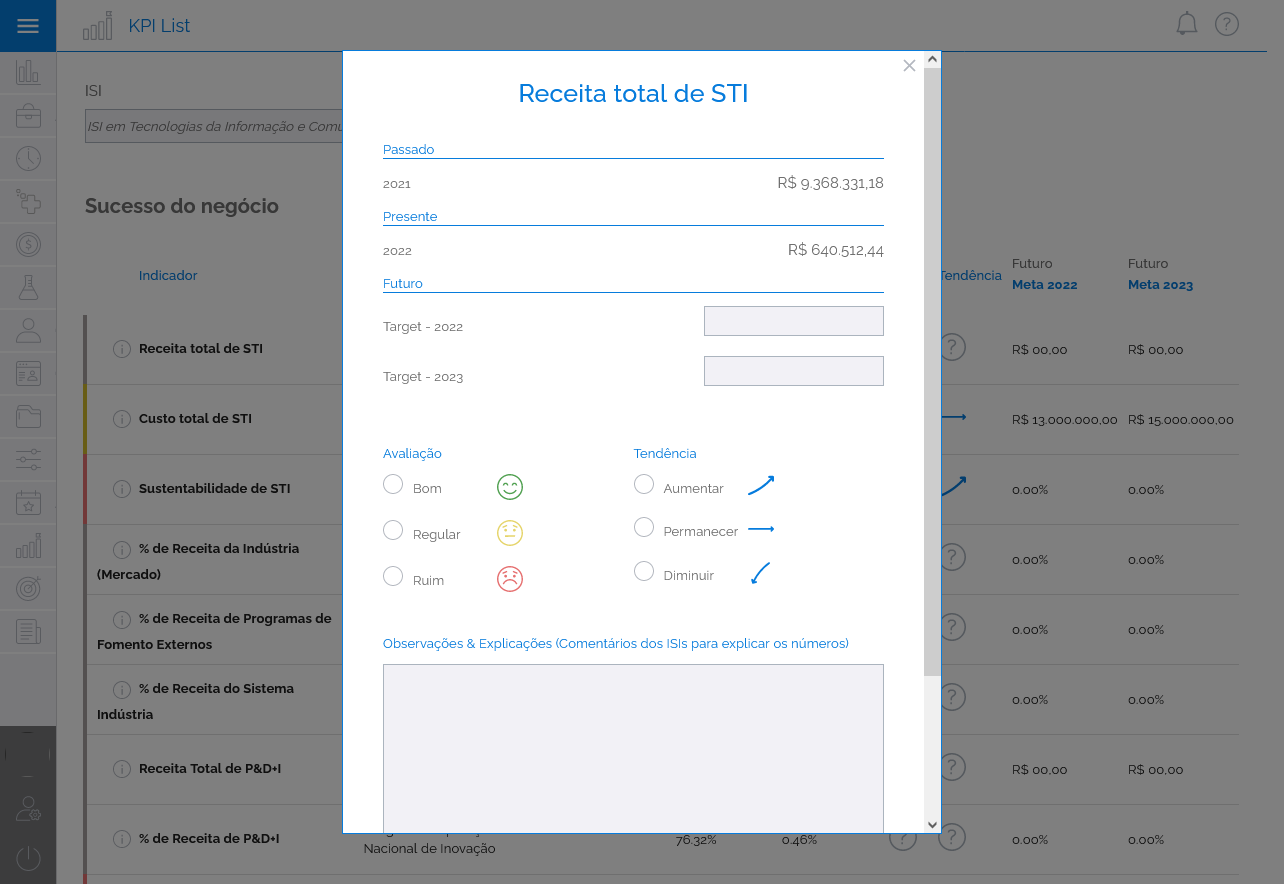 KPI List
ISI
ISI em Tecnologias da Informação e Comu
Sucesso do negócio
Indicador
Tendência
Futuro
Meta 2022
Futuro
Meta 2023
Receita total de STI
R$ 00,00
R$ 00,00
Custo total de STI
R$ 13.000.000,00
R$ 15.000.000,00
Sustentabilidade de STI
0.00%
0.00%
% de Receita da Indústria
(Mercado)
0.00%
0.00%
% de Receita de Programas de
Fomento Externos
0.00%
0.00%
% de Receita do Sistema
Indústria
0.00%
0.00%
Receita Total de P&D+I
R$ 00,00
R$ 00,00
% de Receita de P&D+I
Nacional de Inovação
76.32%
0.46%
0.00%
0.00%
Receita total de STI
Passado
2021
R$ 9.368.331,18
Presente
2022
R$ 640.512,44
Futuro
Target - 2022
Target - 2023
Avaliação
Tendência
Bom
Aumentar
Regular
Permanecer
Ruim
Diminuir
Observações & Explicações (Comentários dos ISIs para explicar os números)